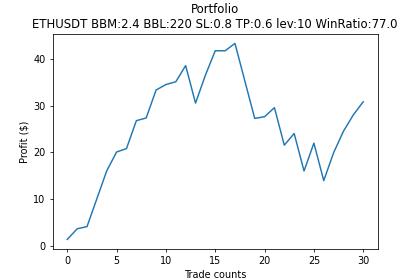 Portfolio
ETHUSDT BBM:2.4 BBL:220 SL:0.8 TP:0.6 lev:10 WinRatio:77.0
40
30
20
10
0
Profit ($)
0 5 10 15 20 25 30
Trade counts